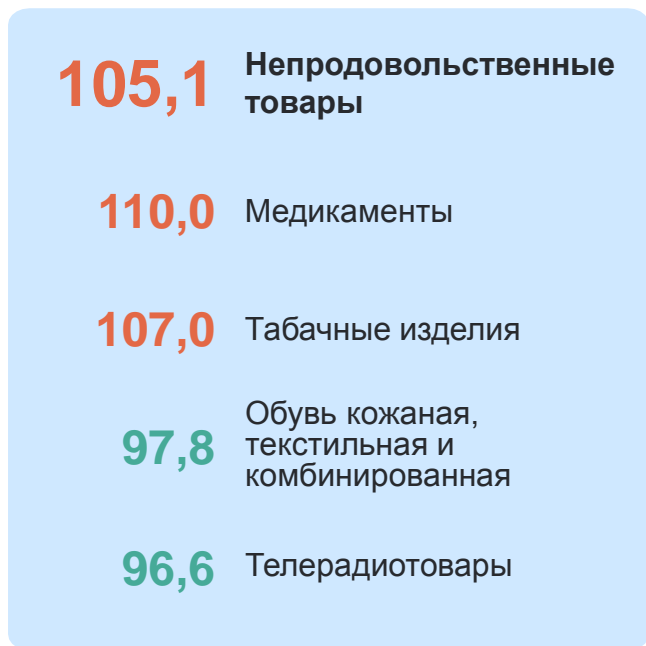 105,1 Непродовольственные
товары
110,0 Медикаменты
107,0 Табачные изделия
97,8 Обувь кожаная,
текстильная и
комбинированная
96,6 Телерадиотовары